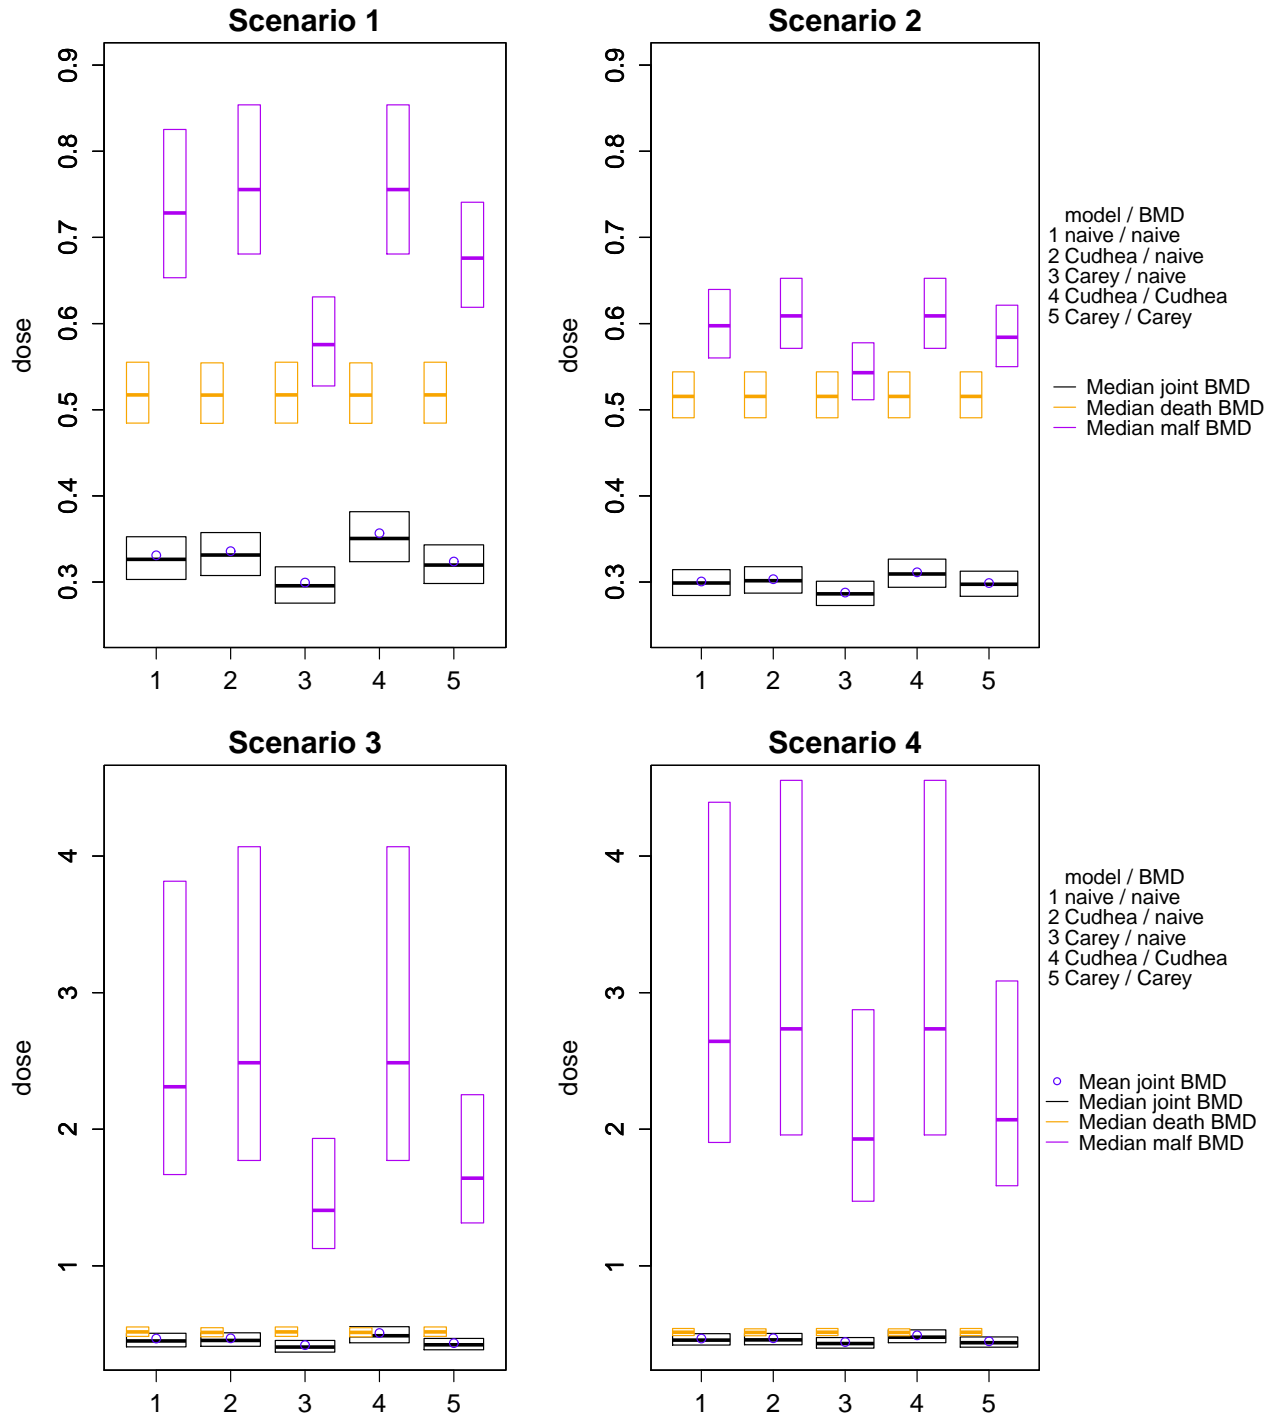 Scenario 1
Scenario 2
dose
0.3
0.4
0.5
0.6
0.7
0.8
0.9
1 2 3 4 5
dose
0.3
0.4
0.5
0.6
0.7
0.8
0.9
1 2 3 4 5
model / BMD
1 naive / naive
2 Cudhea / naive
3 Carey / naive
4 Cudhea / Cudhea
5 Carey / Carey
Median joint BMD
Median death BMD
Median malf BMD
Scenario 3
Scenario 4
dose
1
2
3
4
1 2 3 4 5
dose
1
2
3
4
1 2 3 4 5
model / BMD
1 naive / naive
2 Cudhea / naive
3 Carey / naive
4 Cudhea / Cudhea
5 Carey / Carey
Mean joint BMD
Median joint BMD
Median death BMD
Median malf BMD